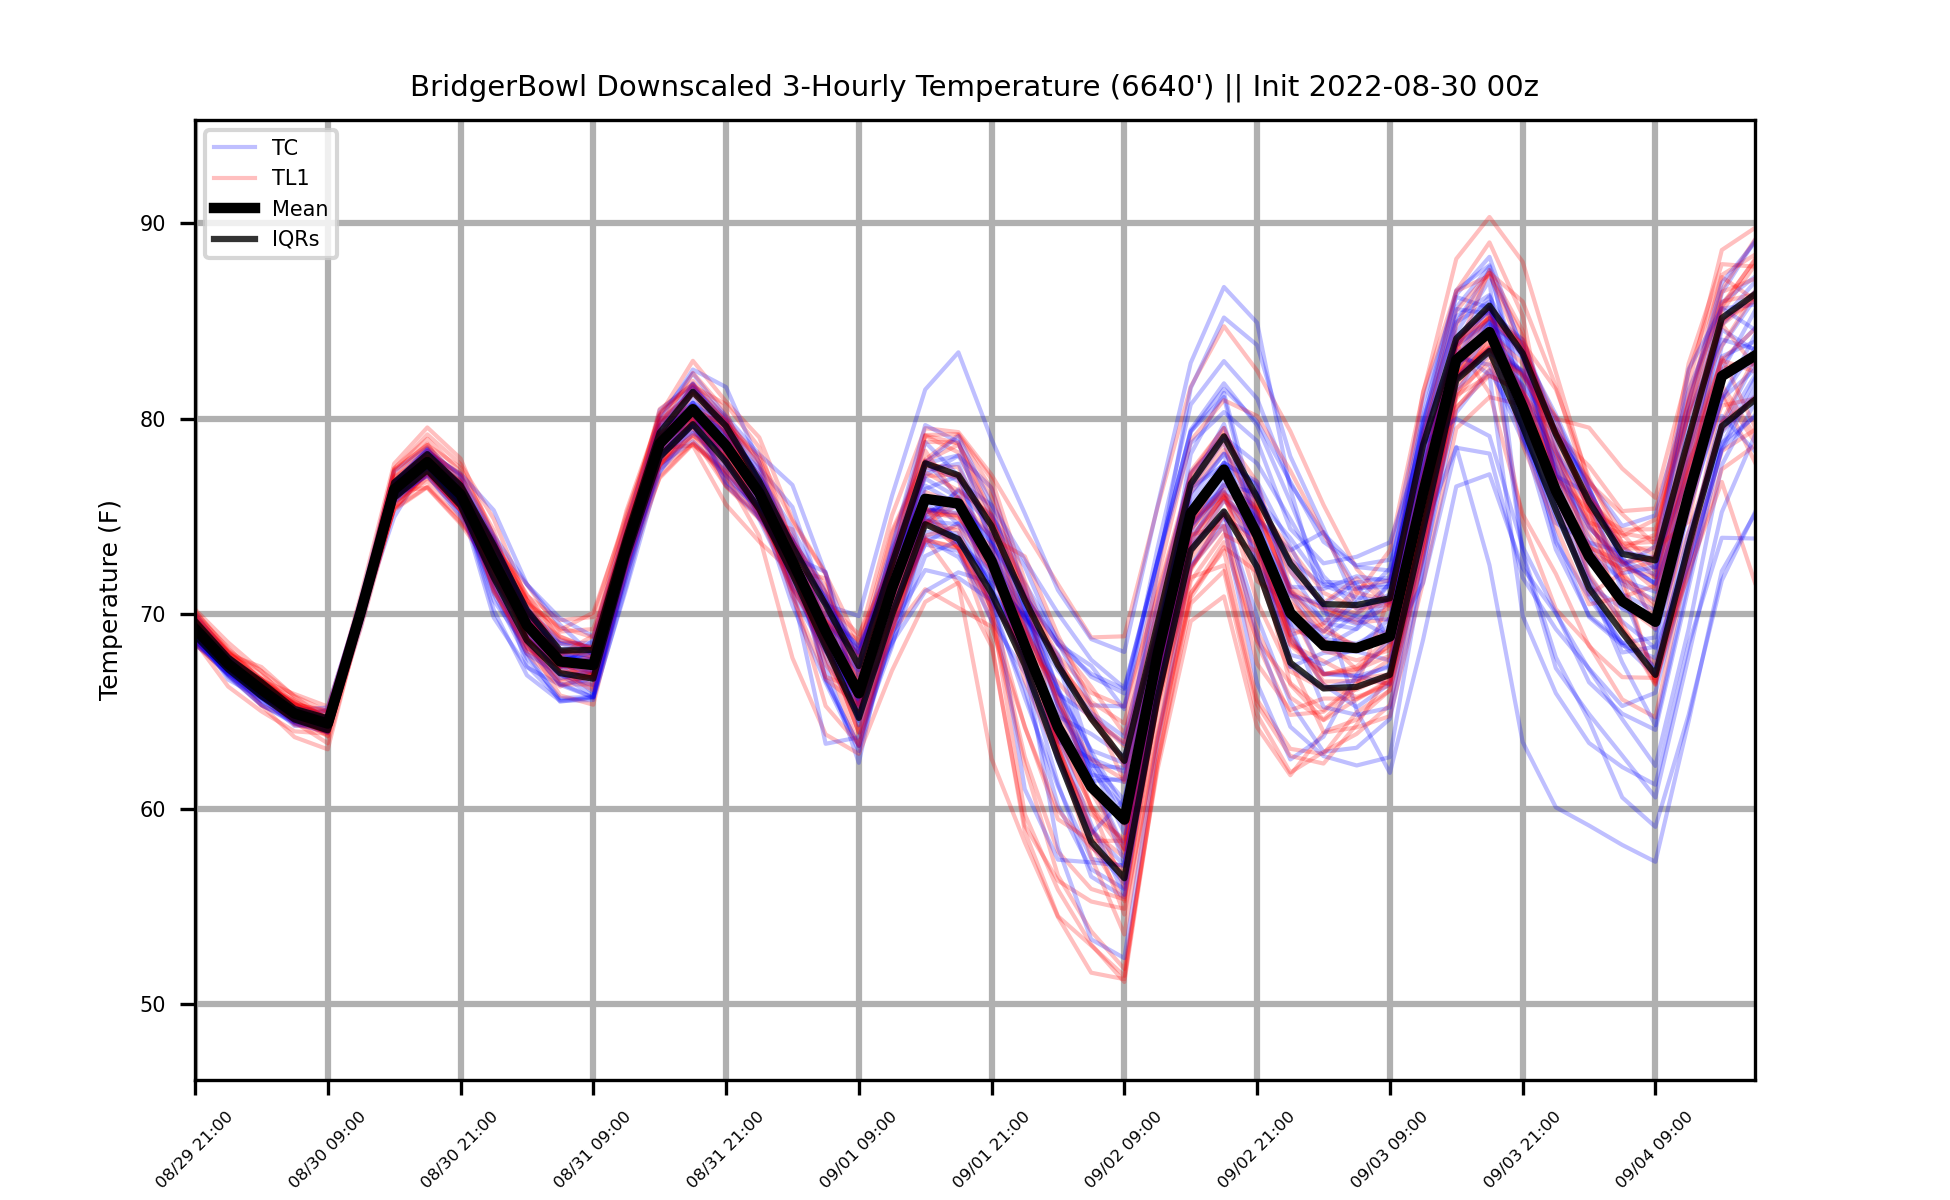 BridgerBowl Downscaled 3-Hourly Temperature (6640') || Init 2022-08-30 00z
TC
TL1
Mean
IQRs
Temperature (F)
90
80
70
60
50
08/29 21:00
08/30 09:00
08/30 21:00
08/31 09:00
08/31 21:00
09/01 09:00
09/01 21:00
09/02 09:00
09/02 21:00
09/03 09:00
09/03 21:00
09/04 09:00